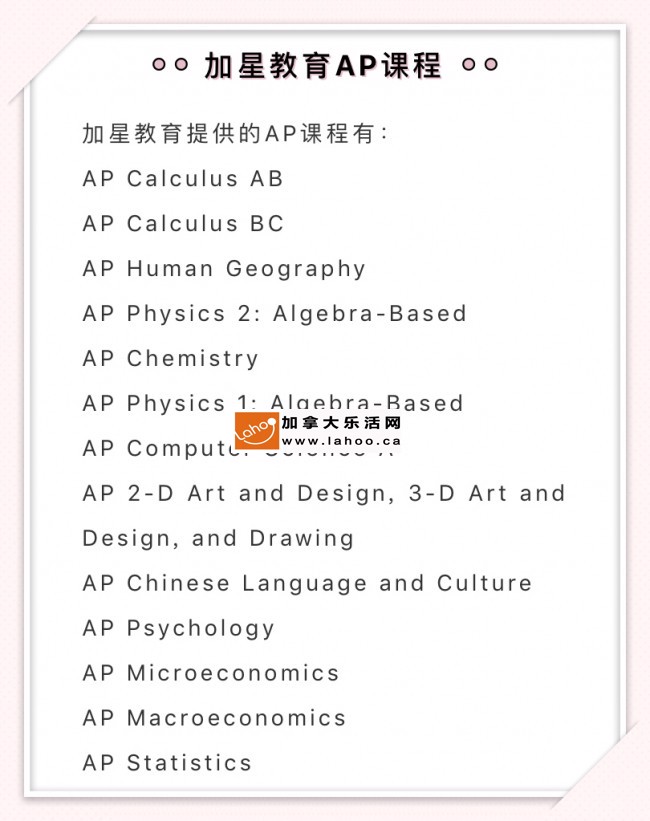 加星教育AP课程
加星教育提供的AP课程有：
AP Calculus AB
AP Calculus BC
AP Human Geography
AP Physics 2: Algebra-Based
AP Chemistry
AP Physics 1: Algebra-Based
Lahoo 加拿大乐活网
www.lahoo.ca
AP Computer Science A
AP 2-D Art and Design, 3-D Art and
Design, and Drawing
AP Chinese Language and Culture
AP Psychology
AP Microeconomics
AP Macroeconomics
AP Statistics